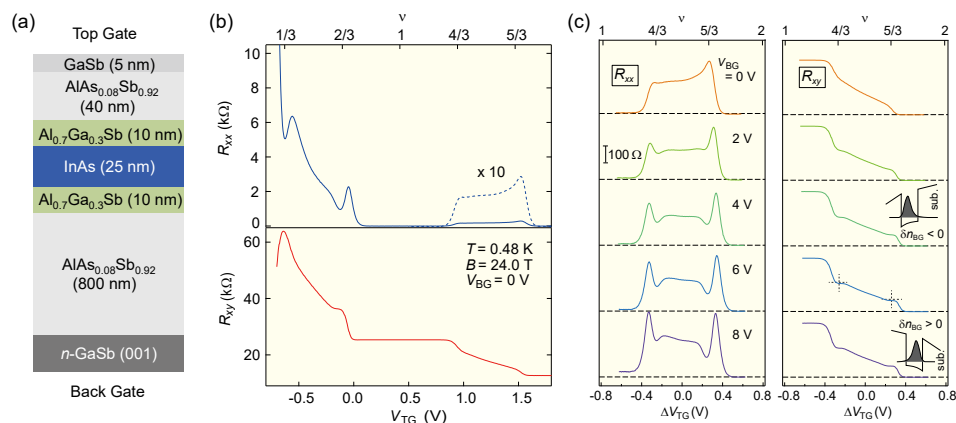 (a)
Top Gate
GaSb (5 nm)
AlAs0.08Sb0.92
(40 nm)
Al0.7Ga0.3Sb (10 nm)
InAs (25 nm)
Al0.7Ga0.3Sb (10 nm)
AlAs0.08Sb0.92
(800 nm)
n-GaSb (001)
Back Gate
(b)
ν
1/3 2/3 1 4/3 5/3
10
8
6
4
2
0
Rxx (kΩ)
x 10
T = 0.48 K
B = 24.0 T
VBG = 0 V
60
40
20
Rxy (kΩ)
0.0 0.5 1.0 1.5
VTG (V)
(c)
ν
1 4/3 5/3 2
Rxx
VBG
= 0 V
100 Ω
2 V
4 V
6 V
8 V
-0.8 -0.4 0.0 0.4 0.8
ΔVTG (V)
ν
1 4/3 5/3 2
Rxy
sub.
δnBG < 0
δnBG > 0
sub.
-0.8 -0.4 0.0 0.4 0.8
ΔVTG (V)